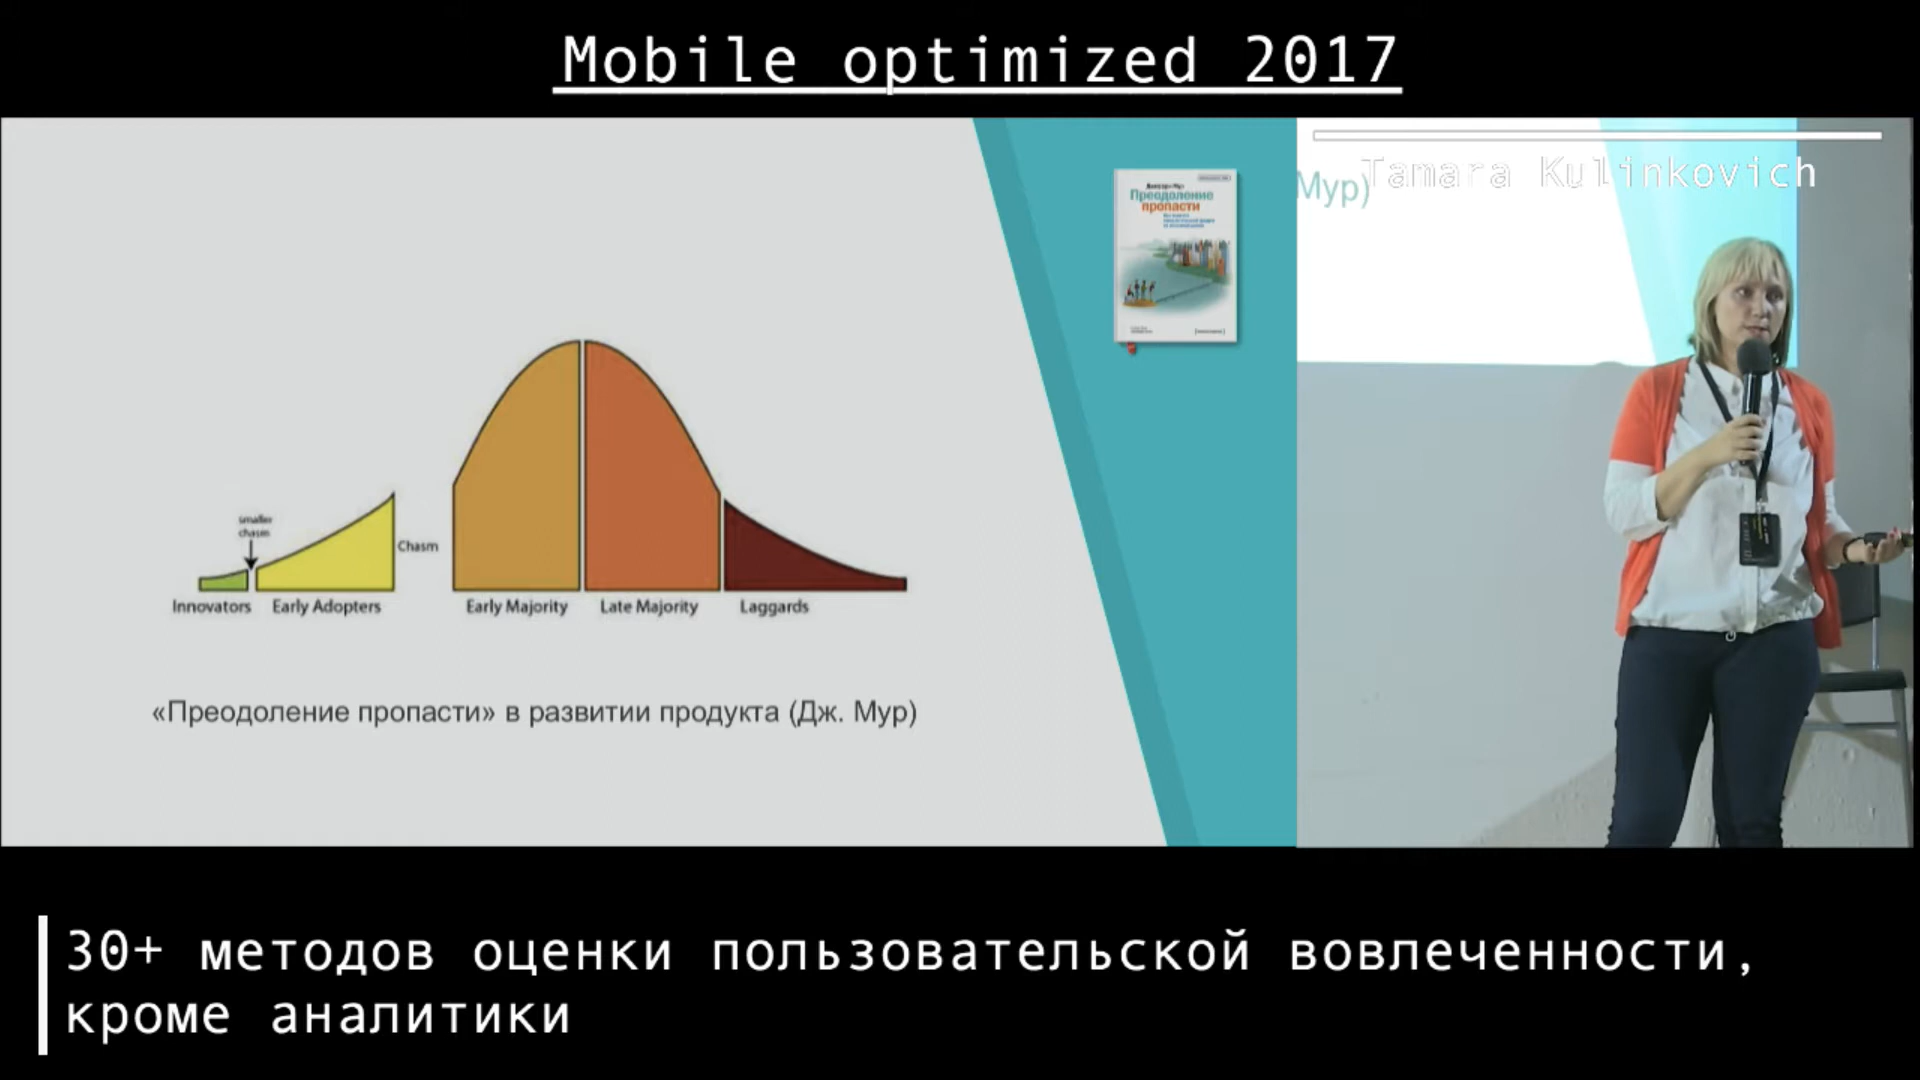 Mobile optimized 2017
Tamara Kulinkovich
Мур)
Преодоление
пропасти
smaller
chasm
Chasm
Innovators
Early Adopters
Early Majority
Late Majority
Laggards
«Преодоление пропасти» в развитии продукта (Дж. Мур)
30+ методов оценки пользовательской вовлеченности,
кроме аналитики